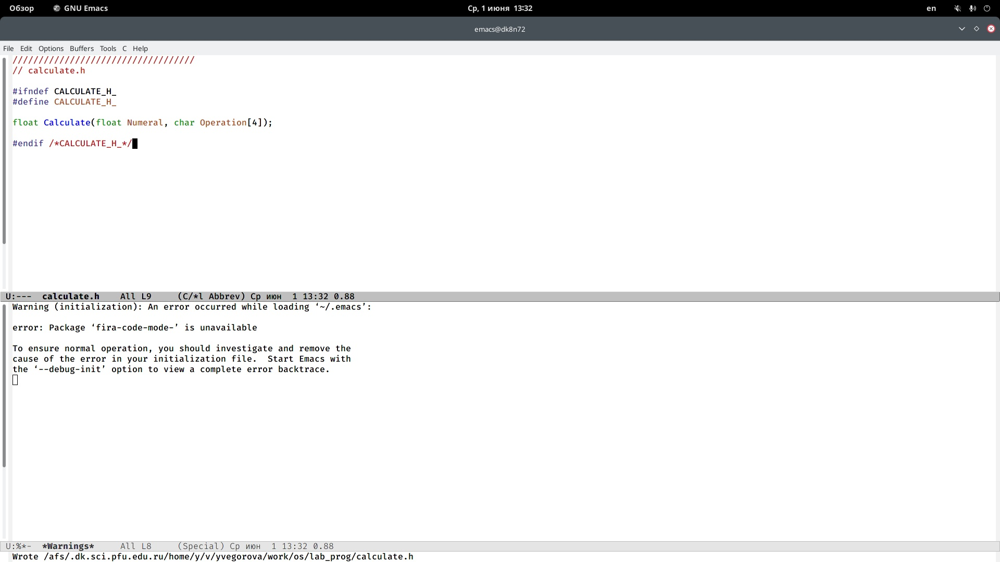 Обзор GNU Emacs Ср, 1 июня 13:32 en
emacs@dk8n72
File Edit Options Buffers Tools C Help
///////////////////////////////////
// calculate.h
#ifndef CALCULATE_H_
#define CALCULATE_H_
float Calculate(float Numeral, char Operation[4]);
#endif /*CALCULATE_H_*/
U:--- calculate.h All L9 (C/*l Abbrev) Ср июн 1 13:32 0.88
Warning (initialization): An error occurred while loading ‘~/.emacs’:
error: Package ‘fira-code-mode-’ is unavailable
To ensure normal operation, you should investigate and remove the
cause of the error in your initialization file. Start Emacs with
the ‘--debug-init’ option to view a complete error backtrace.
U:%*- *Warnings* All L8 (Special) Ср июн 1 13:32 0.88
Wrote /afs/.dk.sci.pfu.edu.ru/home/y/v/yvegorova/work/os/lab_prog/calculate.h